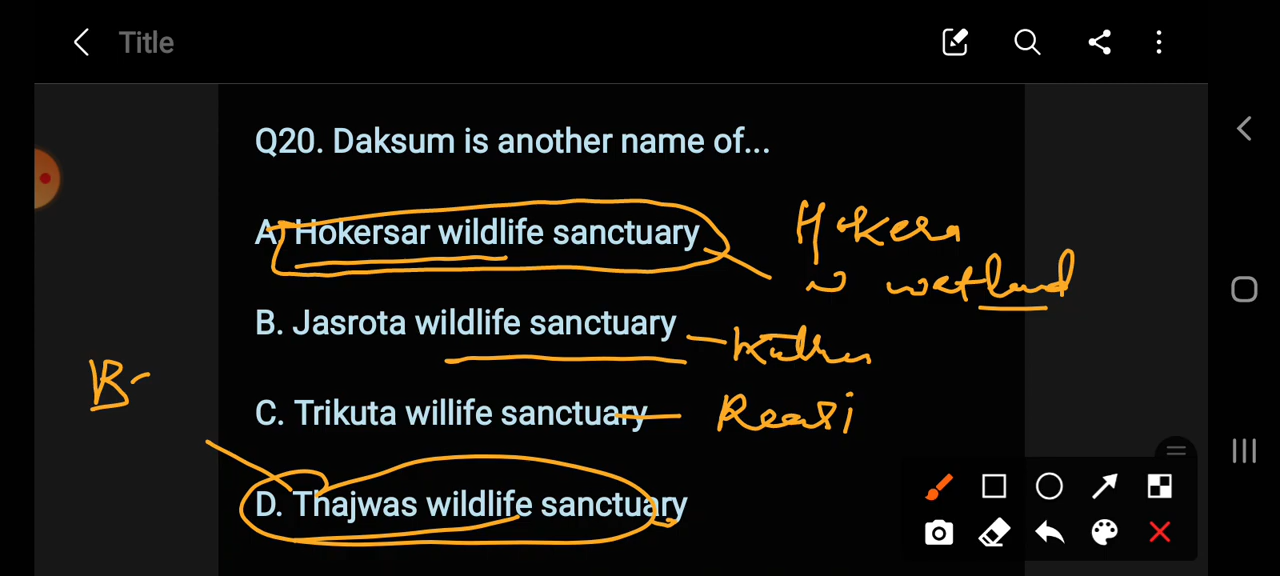 Title
Q20. Daksum is another name of...
A. Hokersar wildlife sanctuary
Hokersa
wetland
B. Jasrota wildlife sanctuary
C. Trikuta willife sanctuary
Reasi
B
D. Thajwas wildlife sanctuary